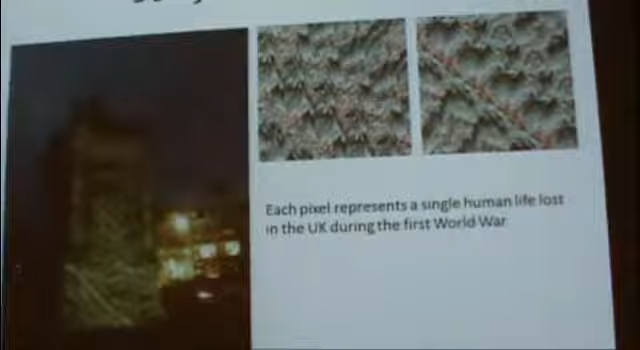 Each pixel represents a single human life lost
in the UK during the first World War